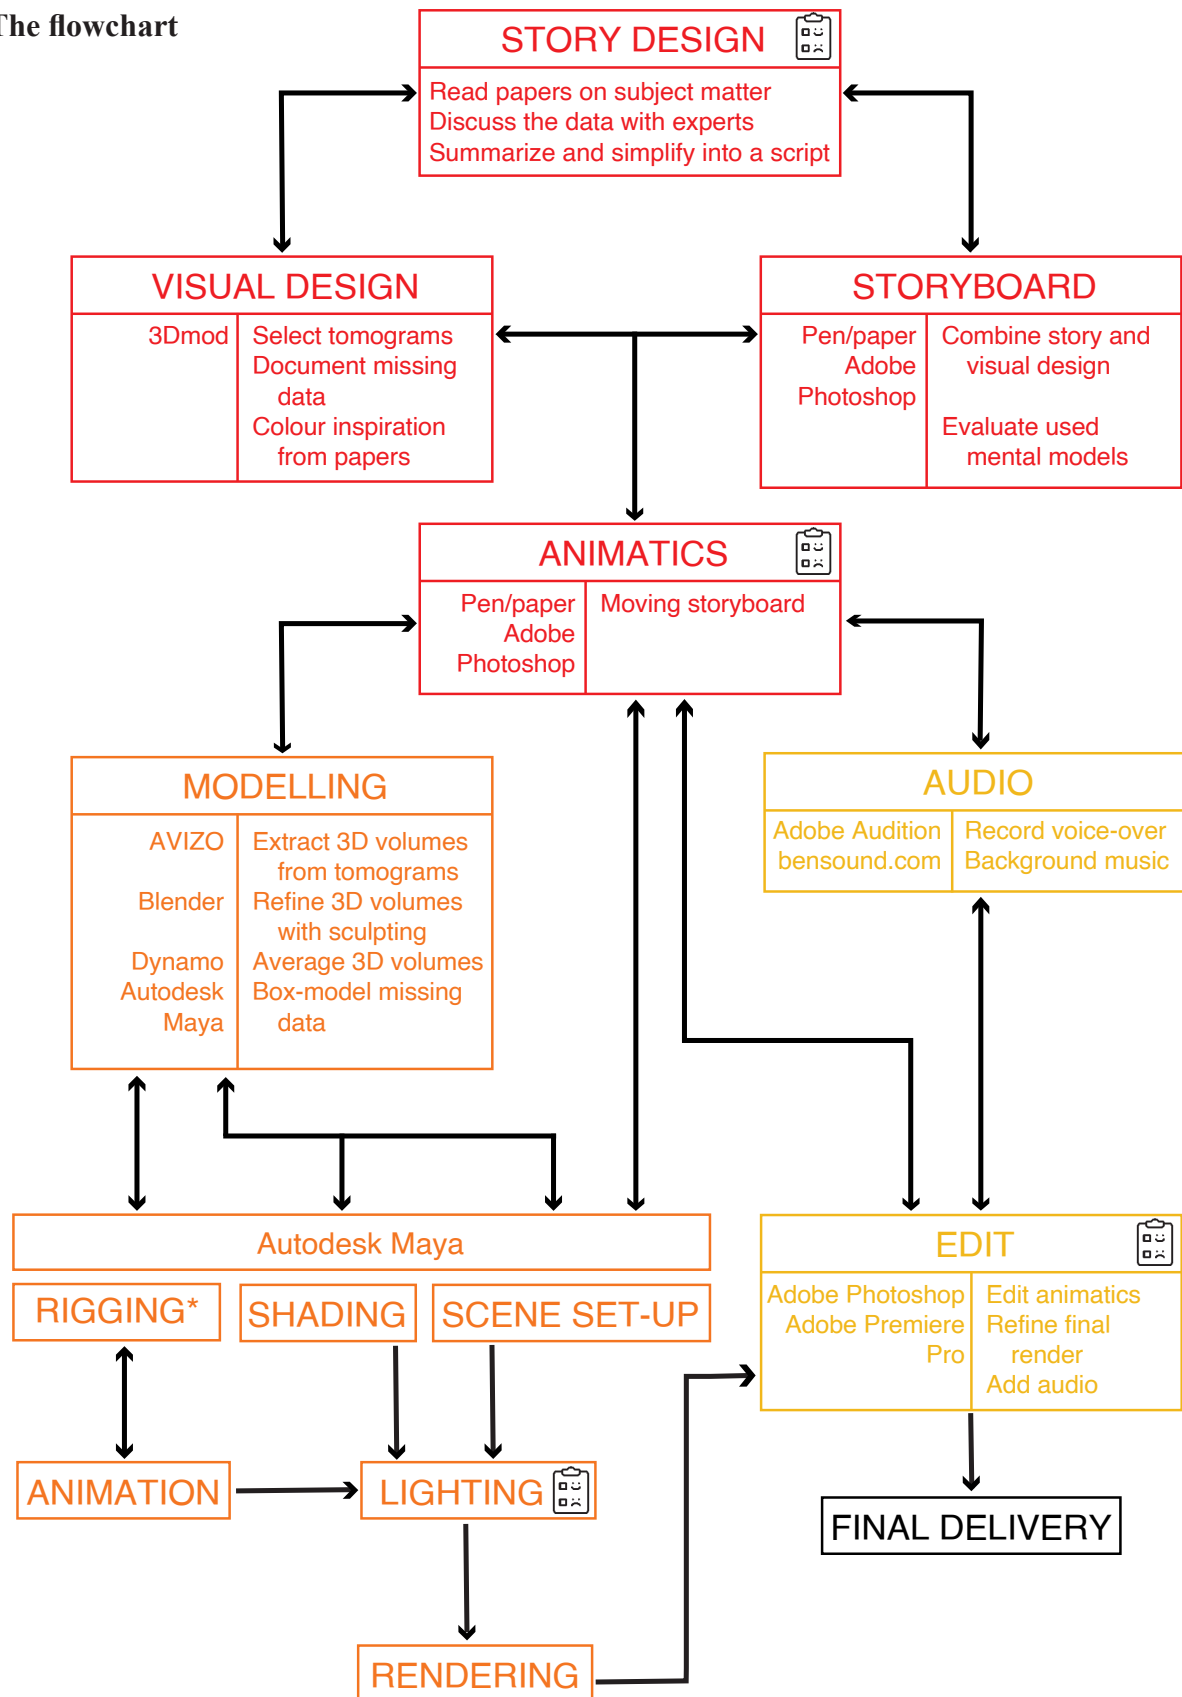 The flowchart
STORY DESIGN
Read papers on subject matter
Discuss the data with experts
Summarize and simplify into a script
VISUAL DESIGN
3Dmod
Select tomograms
Document missing
data
Colour inspiration
from papers
STORYBOARD
Pen/paper
Adobe
Photoshop
Combine story and
visual design
Evaluate used
mental models
ANIMATICS
Pen/paper
Adobe
Photoshop
Moving storyboard
MODELLING
AVIZO
Extract 3D volumes
from tomograms
Blender
Refine 3D volumes
with sculpting
Dynamo
Average 3D volumes
Autodesk
Maya
Box-model missing
data
AUDIO
Adobe Audition
Record voice-over
bensound.com
Background music
Autodesk Maya
RIGGING*
SHADING
SCENE SET-UP
EDIT
Adobe Photoshop
Adobe Premiere
Pro
Edit animatics
Refine final
render
Add audio
ANIMATION
LIGHTING
FINAL DELIVERY
RENDERING